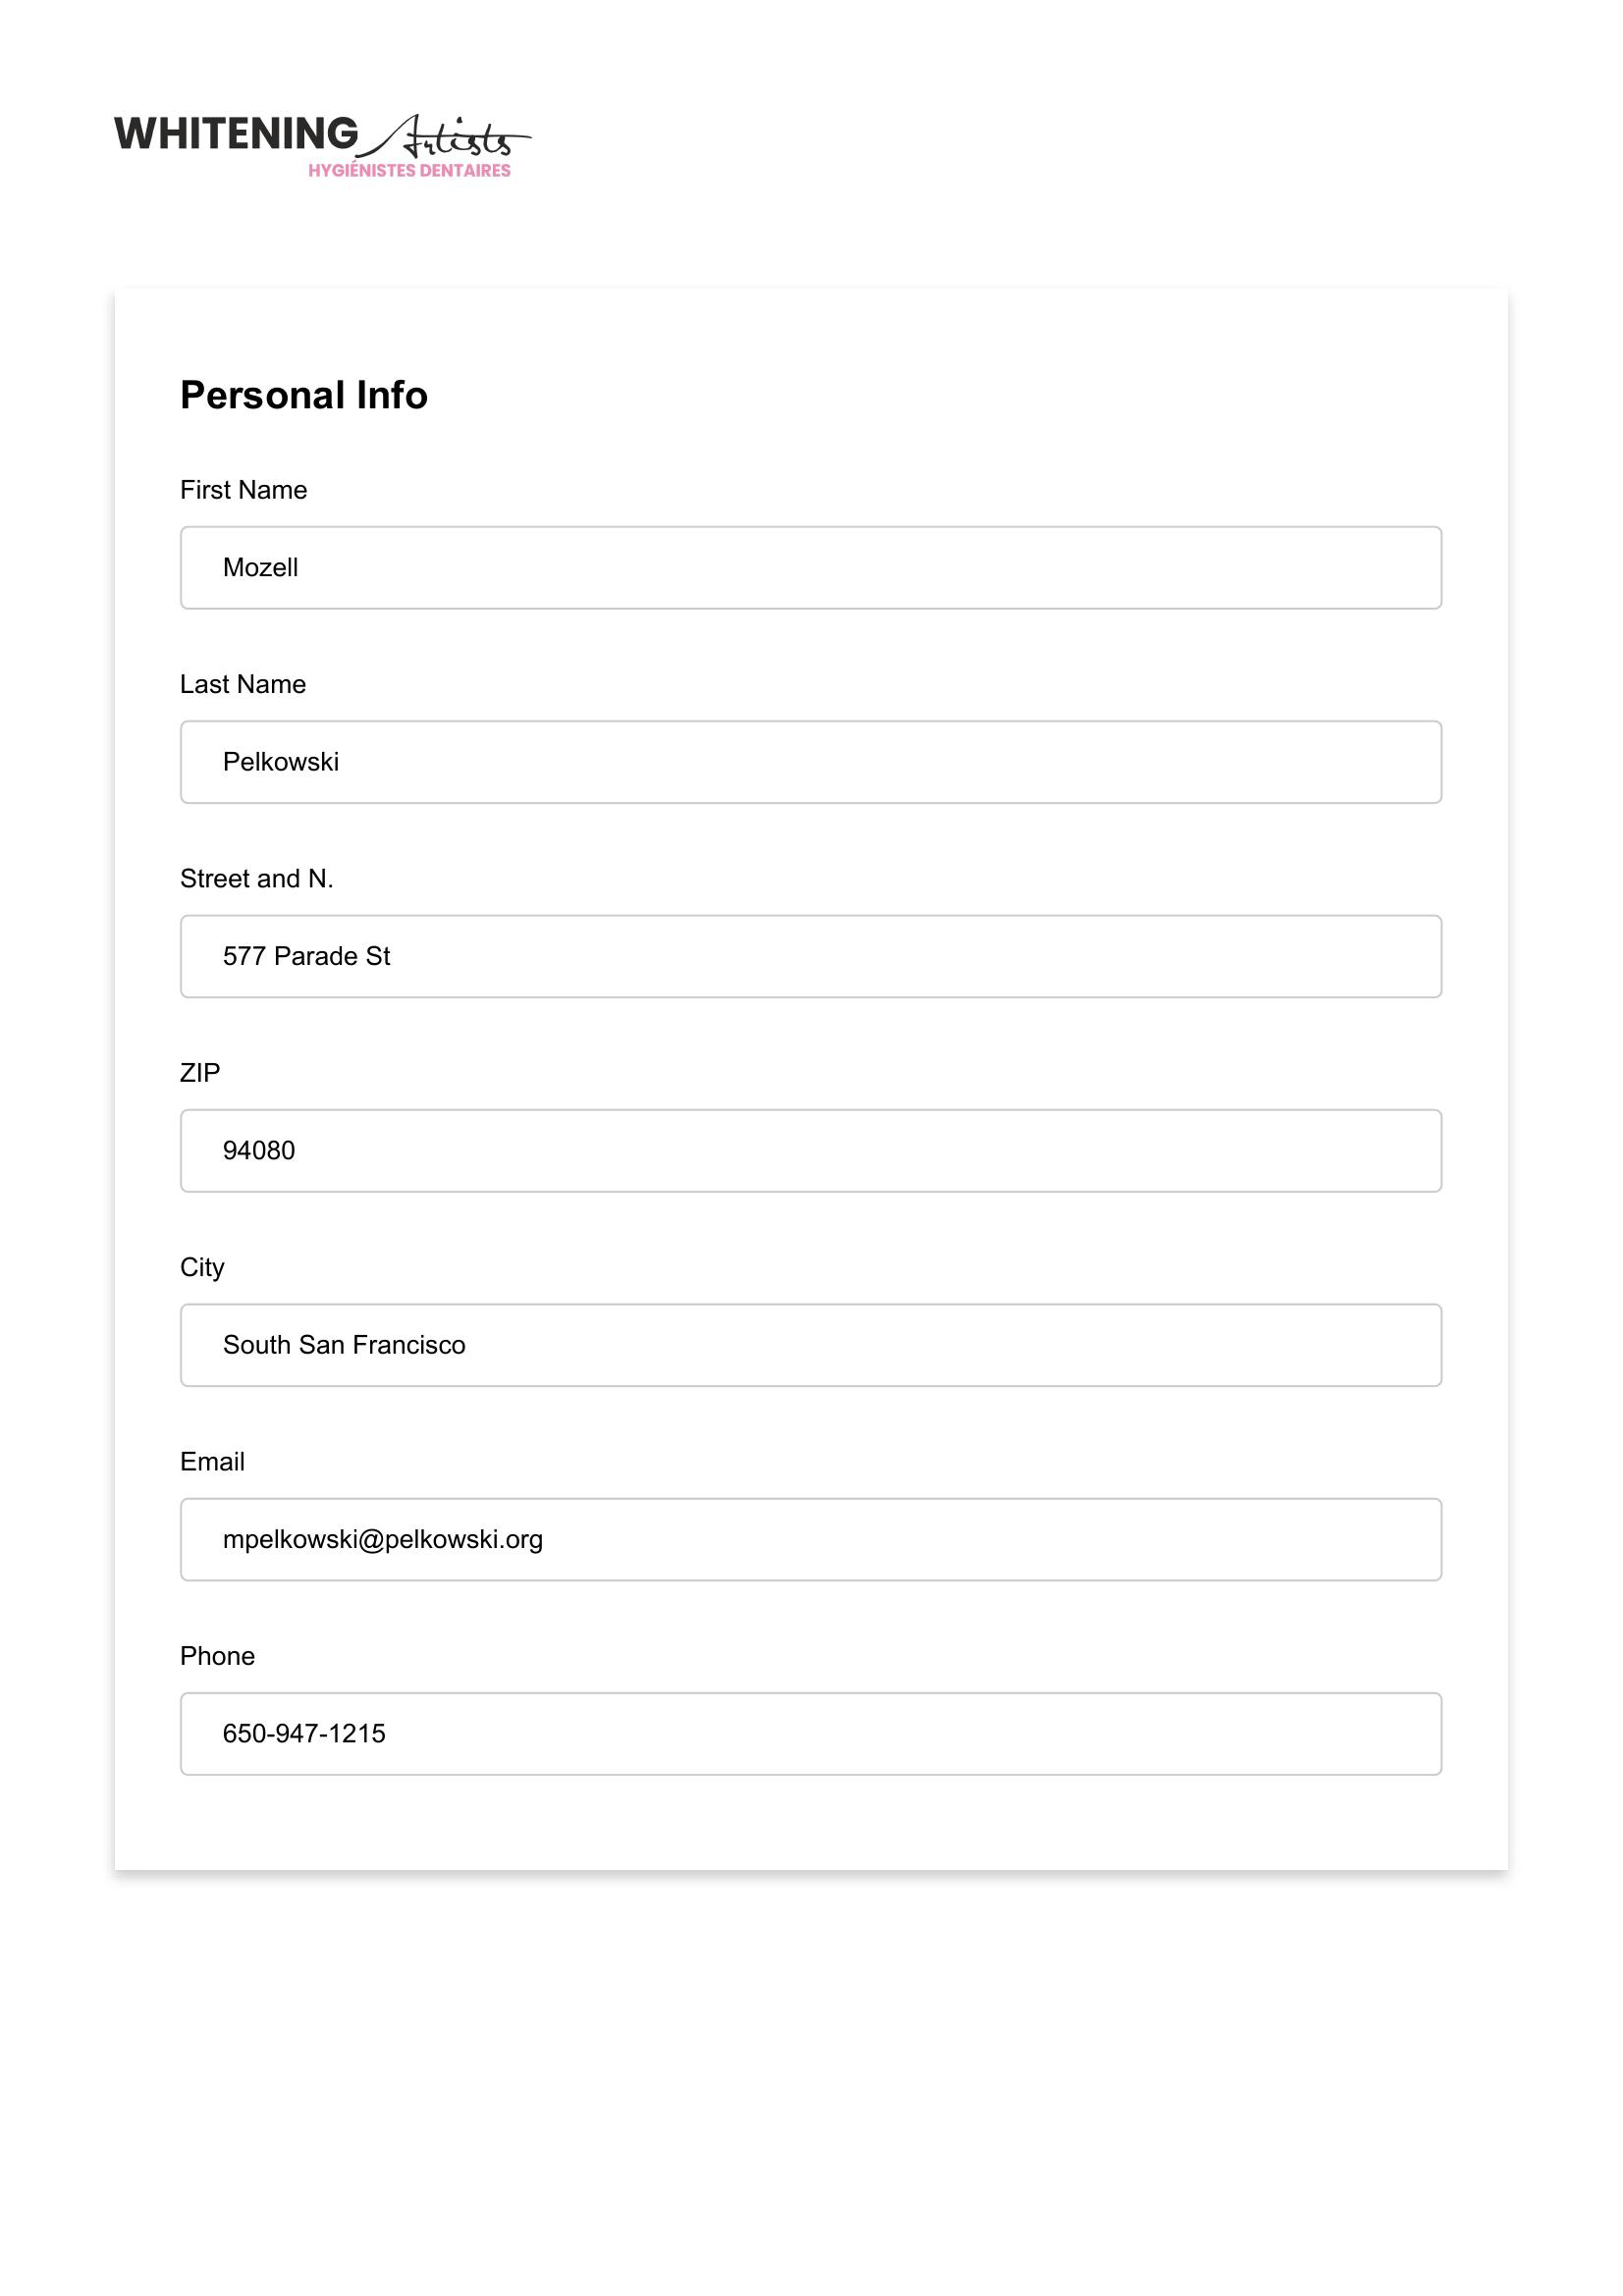 WHITENING Artists
HYGIÉNISTES DENTAIRES
Personal Info
First Name
Mozell
Last Name
Pelkowski
Street and N.
577 Parade St
ZIP
94080
City
South San Francisco
Email
mpelkowski@pelkowski.org
Phone
650-947-1215